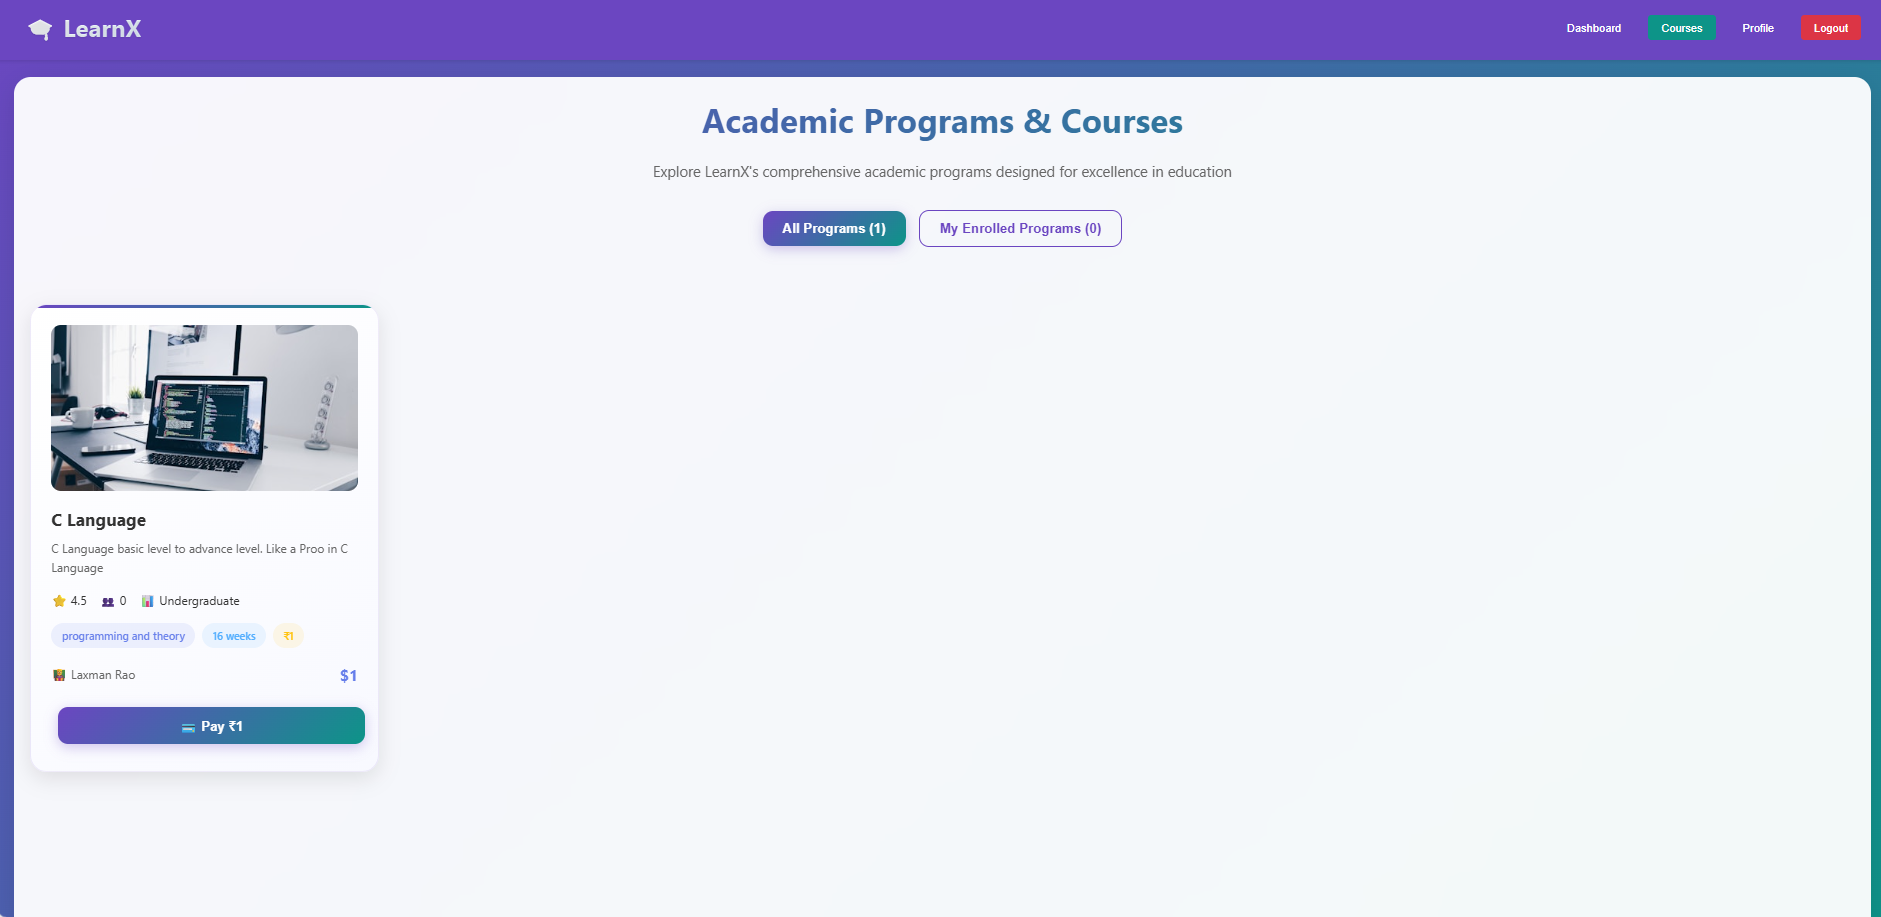 LearnX
Dashboard
Courses
Profile
Logout
Academic Programs & Courses
Explore LearnX's comprehensive academic programs designed for excellence in education
All Programs (1)
My Enrolled Programs (0)
C Language
C Language basic level to advance level. Like a Proo in C
Language
4.5
0
Undergraduate
programming and theory
16 weeks
₹1
Laxman Rao
$1
Pay ₹1